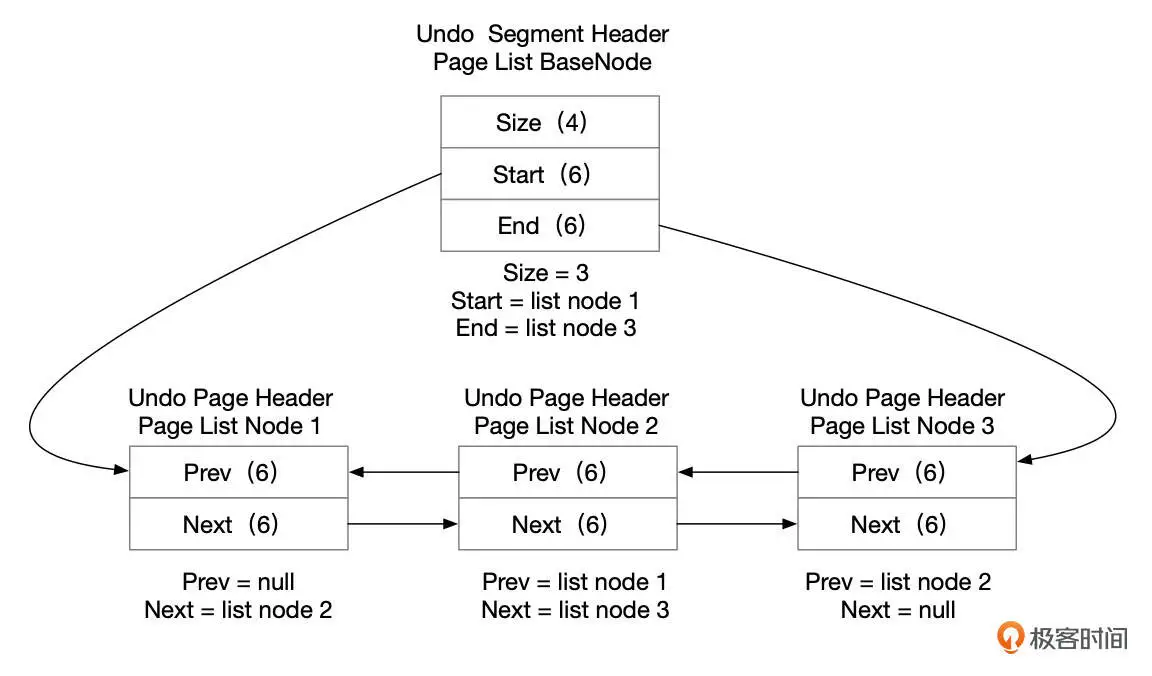 Undo Segment Header
Page List BaseNode
Size（4）
Start（6）
End（6）
Size = 3
Start = list node 1
End = list node 3
Undo Page Header
Page List Node 1
Prev（6）
Next（6）
Prev = null
Next = list node 2
Undo Page Header
Page List Node 2
Prev（6）
Next（6）
Prev = list node 1
Next = list node 3
Undo Page Header
Page List Node 3
Prev（6）
Next（6）
Prev = list node 2
Next = null
极客时间